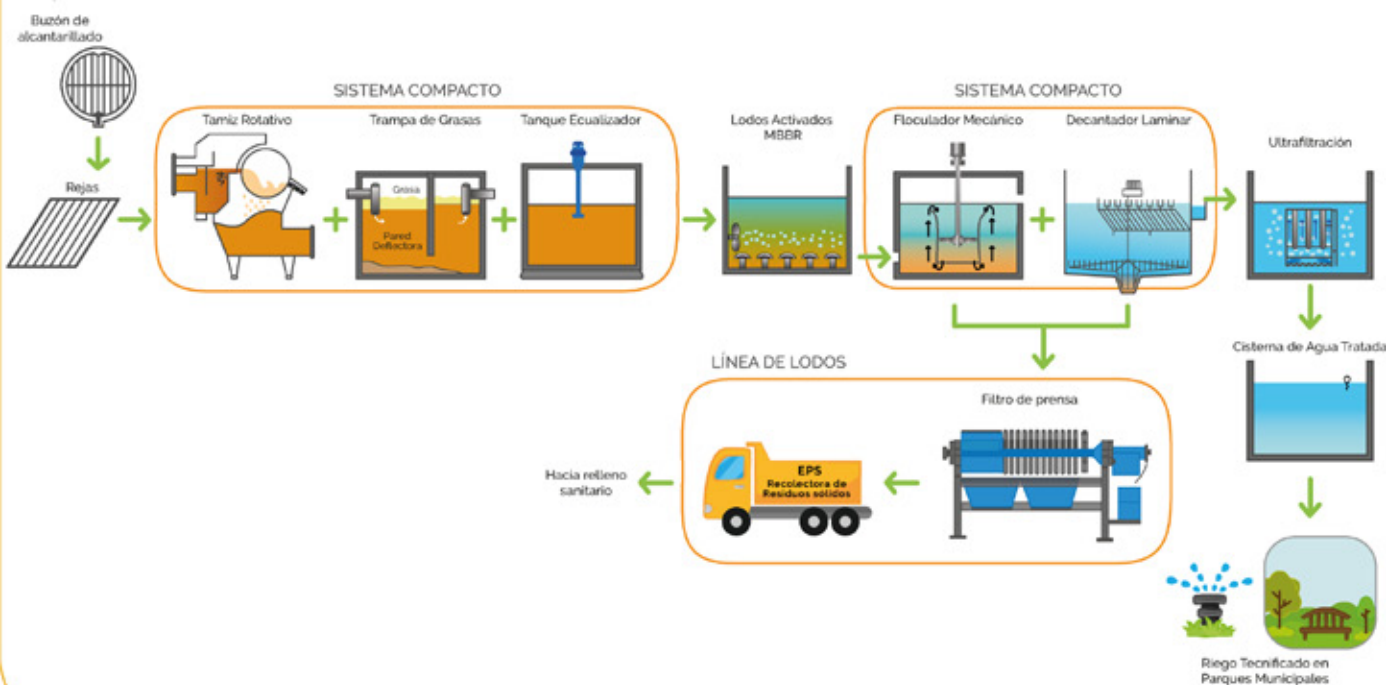 Buzón de
alcantarillado
Rejas
SISTEMA COMPACTO
Tamiz Rotativo
Trampa de Grasas
Tanque Ecualizador
Grasa
Pared
Deflectora
Lodos Activados
MBBR
SISTEMA COMPACTO
Floculador Mecánico
Decantador Laminar
Ultrafiltración
Cisterna de Agua Tratada
LÍNEA DE LODOS
Filtro de prensa
EPS
Recolectora de
Residuos sólidos
Hacia relleno
sanitario
Riego Tecnificado en
Parques Municipales